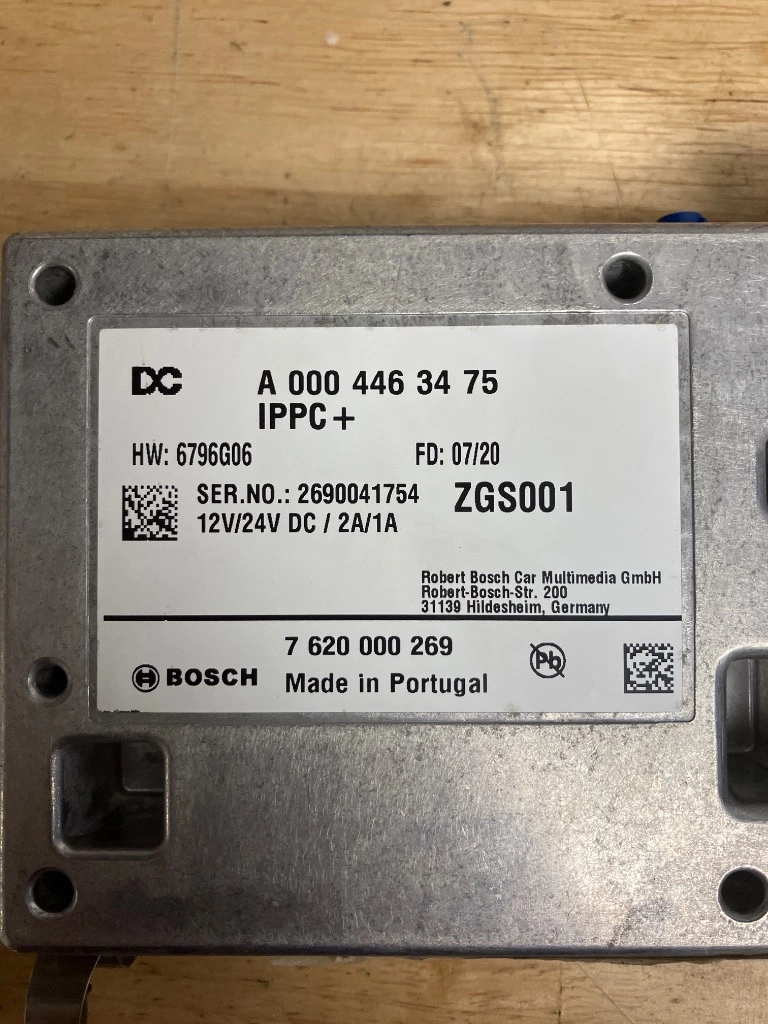 DC
A 000 446 34 75
IPPC+
HW: 6796G06 FD: 07/20
SER.NO.: 2690041754 ZGS001
12V/24V DC / 2A/1A
Robert Bosch Car Multimedia GmbH
Robert-Bosch-Str. 200
31139 Hildesheim, Germany
7 620 000 269
Pb
BOSCH Made in Portugal